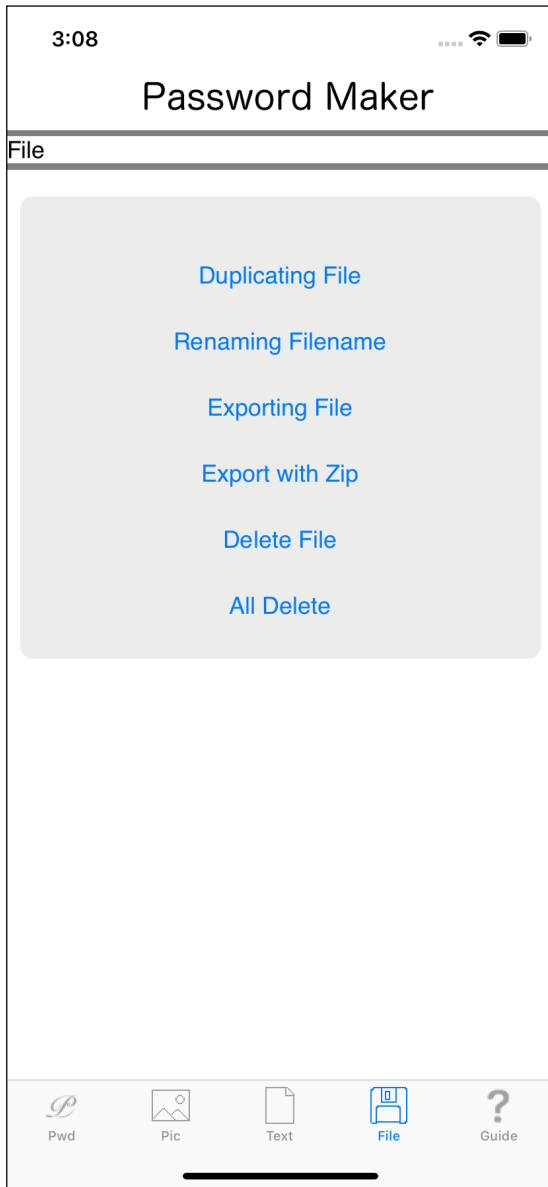 3:08
Password Maker
File
Duplicating File
Renaming Filename
Exporting File
Export with Zip
Delete File
All Delete
Pwd
Pic
Text
File
Guide